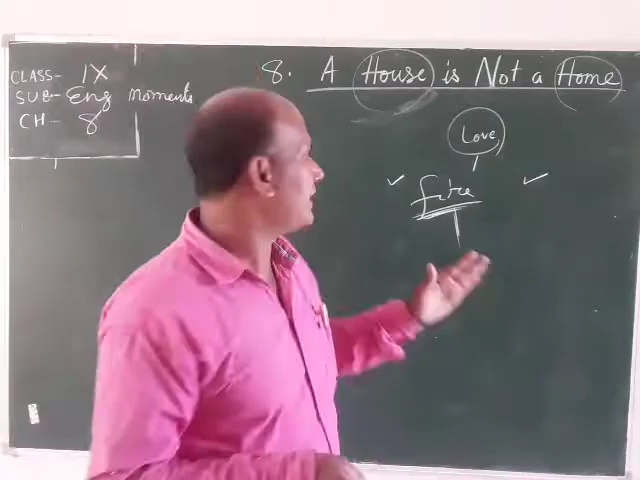 CLASS- IX
SUB- Eng Moments
CH- 8
8. A House is Not a Home
Love
fire